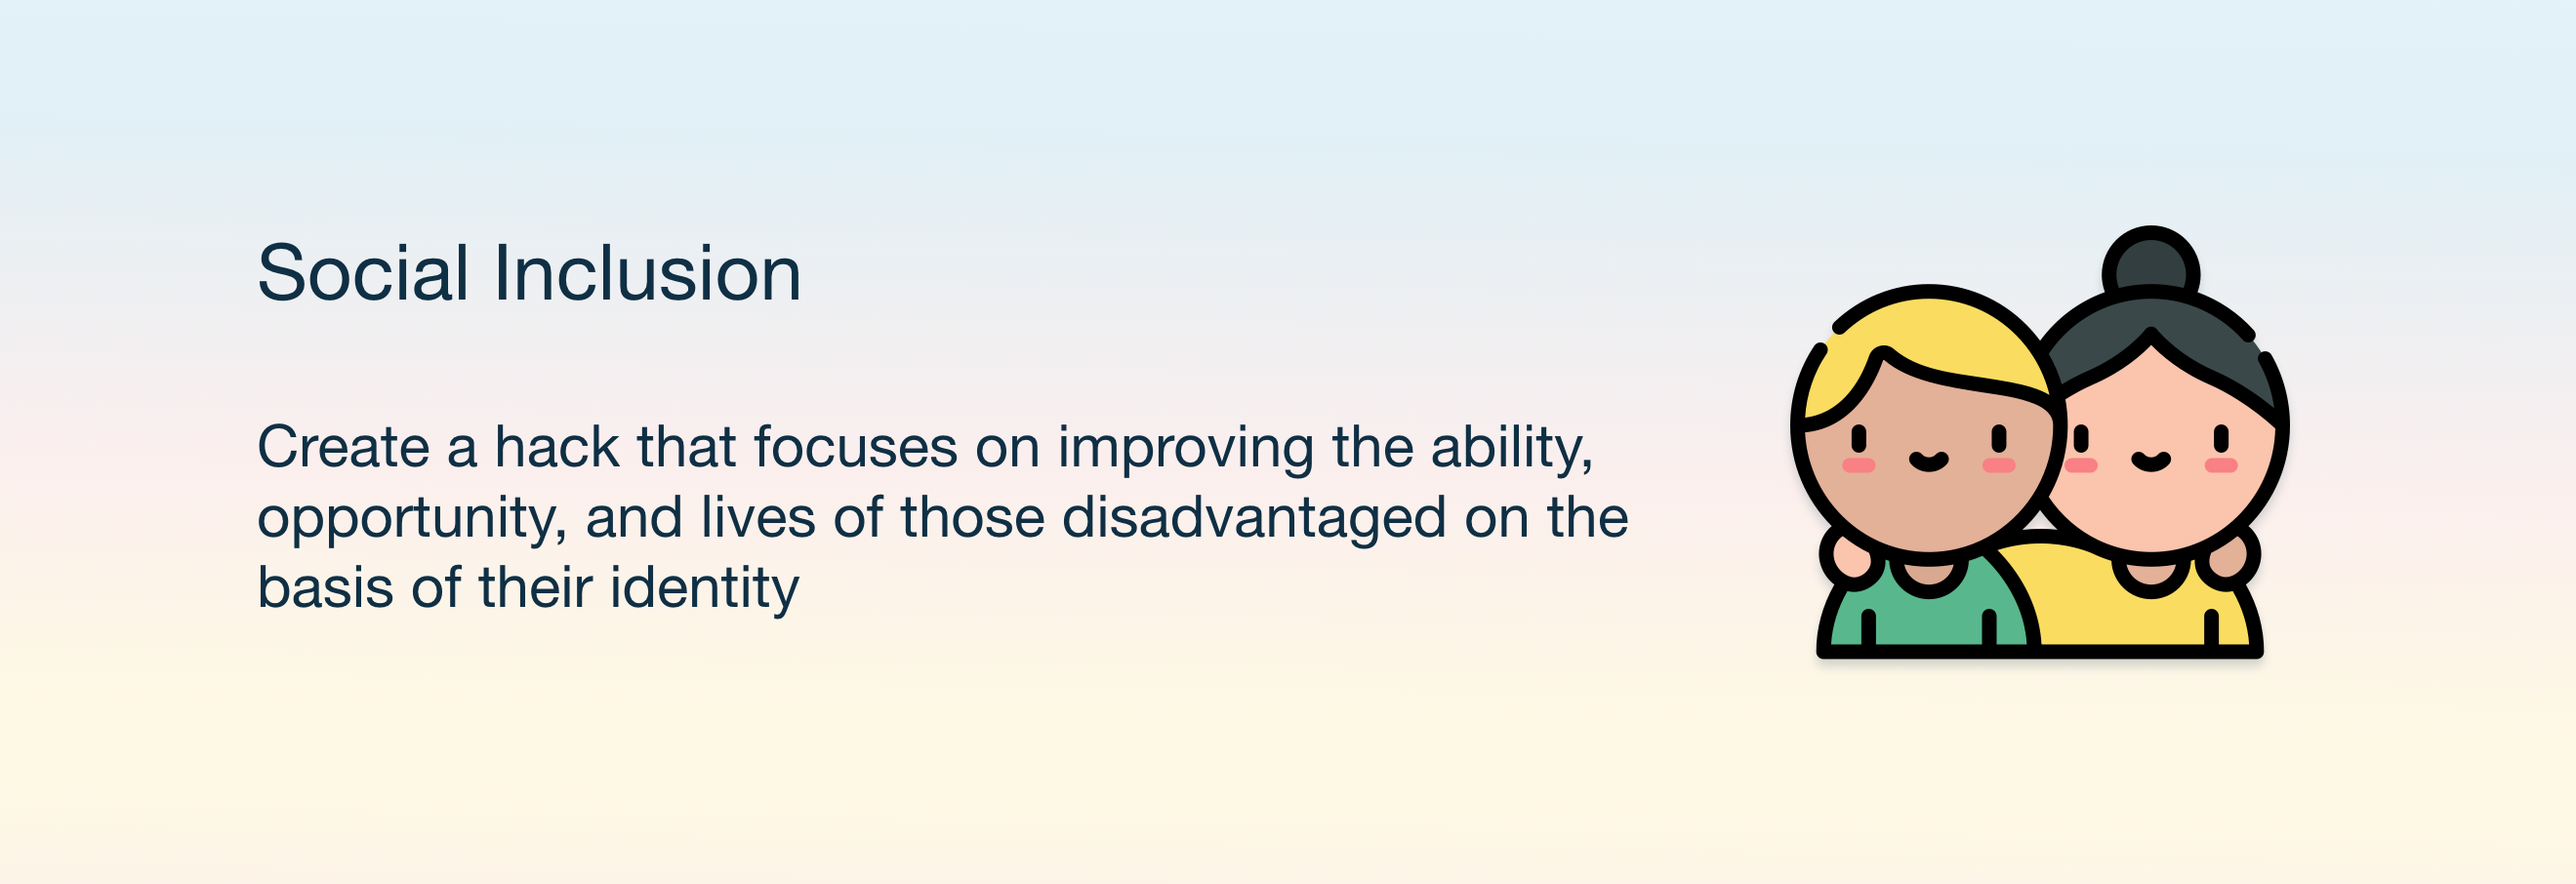 Social Inclusion
Create a hack that focuses on improving the ability,
opportunity, and lives of those disadvantaged on the
basis of their identity